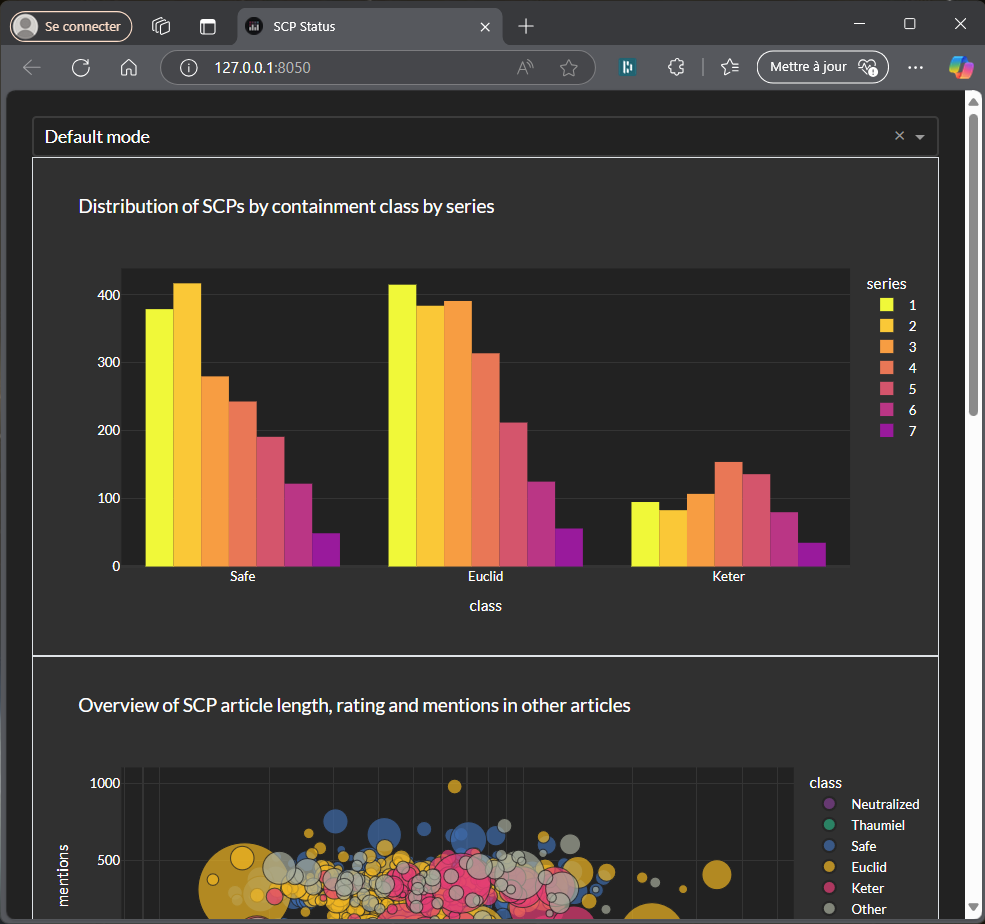 Se connecter
SCP Status
127.0.0.1:8050
Mettre à jour
Default mode
Distribution of SCPs by containment class by series
series
1
2
3
4
5
6
7
400
300
200
100
0
Safe Euclid Keter
class
Overview of SCP article length, rating and mentions in other articles
class
Neutralized
Thaumiel
Safe
Euclid
Keter
Other
1000
500
mentions